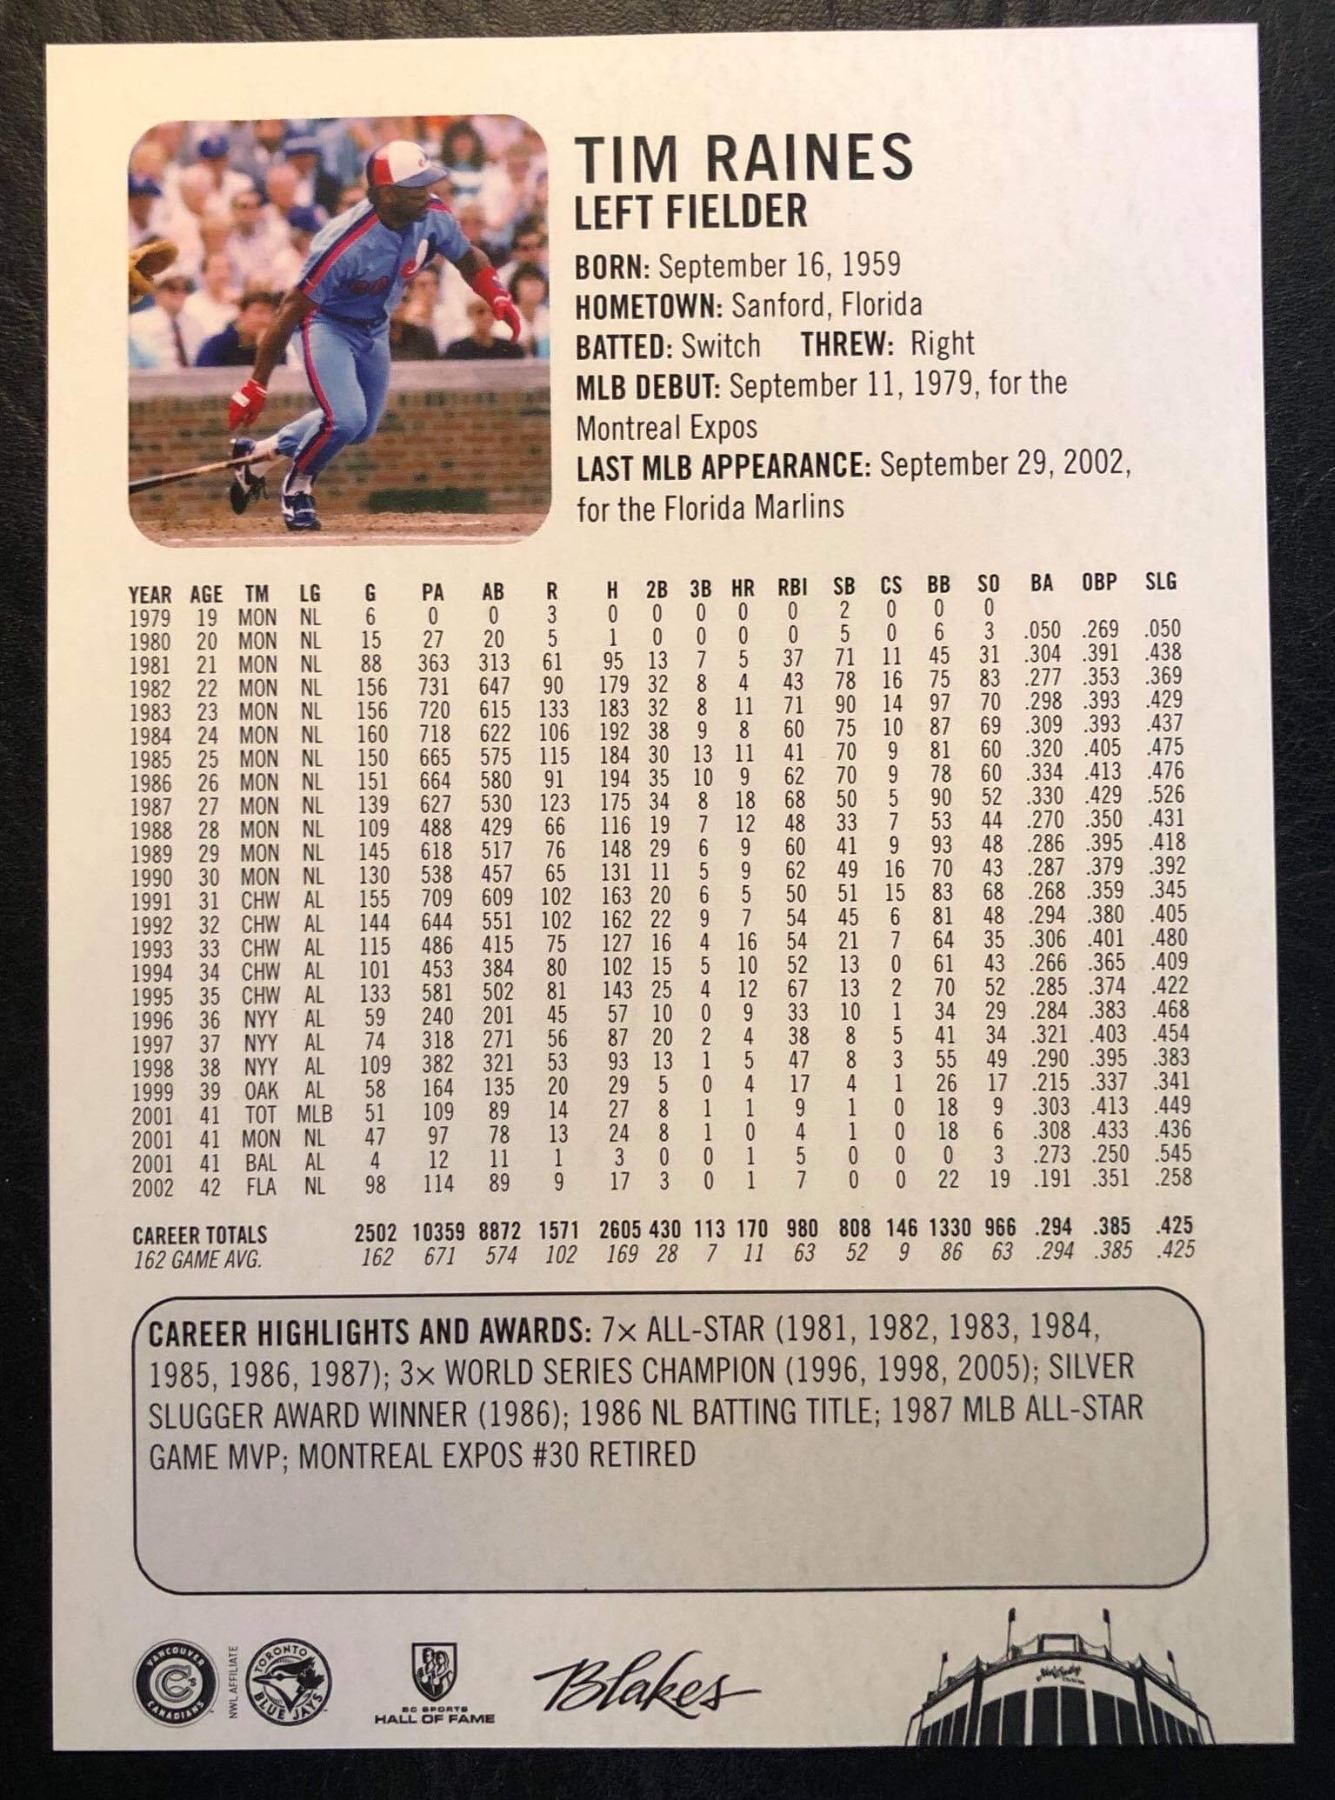 TIM RAINES
LEFT FIELDER
BORN: September 16, 1959
HOMETOWN: Sanford, Florida
BATTED: Switch THREW: Right
MLB DEBUT: September 11, 1979, for the
Montreal Expos
LAST MLB APPEARANCE: September 29, 2002,
for the Florida Marlins
YEAR AGE TM LG G PA AB R H 2B 3B HR RBI SB CS BB SO BA OBP SLG
1979 19 MON NL 6 0 0 3 0 0 0 0 0 2 0 0 0
1980 20 MON NL 15 27 20 5 1 0 0 0 0 5 0 6 3 .050 .269 .050
1981 21 MON NL 88 363 313 61 95 13 7 5 37 71 11 45 31 .304 .391 .438
1982 22 MON NL 156 731 647 90 179 32 8 4 43 78 16 75 83 .277 .353 .369
1983 23 MON NL 156 720 615 133 183 32 8 11 71 90 14 97 70 .298 .393 .429
1984 24 MON NL 160 718 622 106 192 38 9 8 60 75 10 87 69 .309 .393 .437
1985 25 MON NL 150 665 575 115 184 30 13 11 41 70 9 81 60 .320 .405 .475
1986 26 MON NL 151 664 580 91 194 35 10 9 62 70 9 78 60 .334 .413 .476
1987 27 MON NL 139 627 530 123 175 34 8 18 68 50 5 90 52 .330 .429 .526
1988 28 MON NL 109 488 429 66 116 19 7 12 48 33 7 53 44 .270 .350 .431
1989 29 MON NL 145 618 517 76 148 29 6 9 60 41 9 93 48 .286 .395 .418
1990 30 MON NL 130 538 457 65 131 11 5 9 62 49 16 70 43 .287 .379 .392
1991 31 CHW AL 155 709 609 102 163 20 6 5 50 51 15 83 68 .268 .359 .345
1992 32 CHW AL 144 644 551 102 162 22 9 7 54 45 6 81 48 .294 .380 .405
1993 33 CHW AL 115 486 415 75 127 16 4 16 54 21 7 64 35 .306 .401 .480
1994 34 CHW AL 101 453 384 80 102 15 5 10 52 13 0 61 43 .266 .365 .409
1995 35 CHW AL 133 581 502 81 143 25 4 12 67 13 2 70 52 .285 .374 .422
1996 36 NYY AL 59 240 201 45 57 10 0 9 33 10 1 34 29 .284 .383 .468
1997 37 NYY AL 74 318 271 56 87 20 2 4 38 8 5 41 34 .321 .403 .454
1998 38 NYY AL 109 382 321 53 93 13 1 5 47 8 3 55 49 .290 .395 .383
1999 39 OAK AL 58 164 135 20 29 5 0 4 17 4 1 26 17 .215 .337 .341
2001 41 TOT MLB 51 109 89 14 27 8 1 1 9 1 0 18 9 .303 .413 .449
2001 41 MON NL 47 97 78 13 24 8 1 0 4 1 0 18 6 .308 .433 .436
2001 41 BAL AL 4 12 11 1 3 0 0 1 5 0 0 0 3 .273 .250 .545
2002 42 FLA NL 98 114 89 9 17 3 0 1 7 0 0 22 19 .191 .351 .258
CAREER TOTALS 2502 10359 8872 1571 2605 430 113 170 980 808 146 1330 966 .294 .385 .425
162 GAME AVG. 162 671 574 102 169 28 7 11 63 52 9 86 63 .294 .385 .425
CAREER HIGHLIGHTS AND AWARDS: 7× ALL-STAR (1981, 1982, 1983, 1984,
1985, 1986, 1987); 3× WORLD SERIES CHAMPION (1996, 1998, 2005); SILVER
SLUGGER AWARD WINNER (1986); 1986 NL BATTING TITLE; 1987 MLB ALL-STAR
GAME MVP; MONTREAL EXPOS #30 RETIRED
VANCOUVER
Cs
CANADIANS
NWL AFFILIATE
TORONTO
BLUE JAYS
BC SPORTS
HALL OF FAME
Blakes